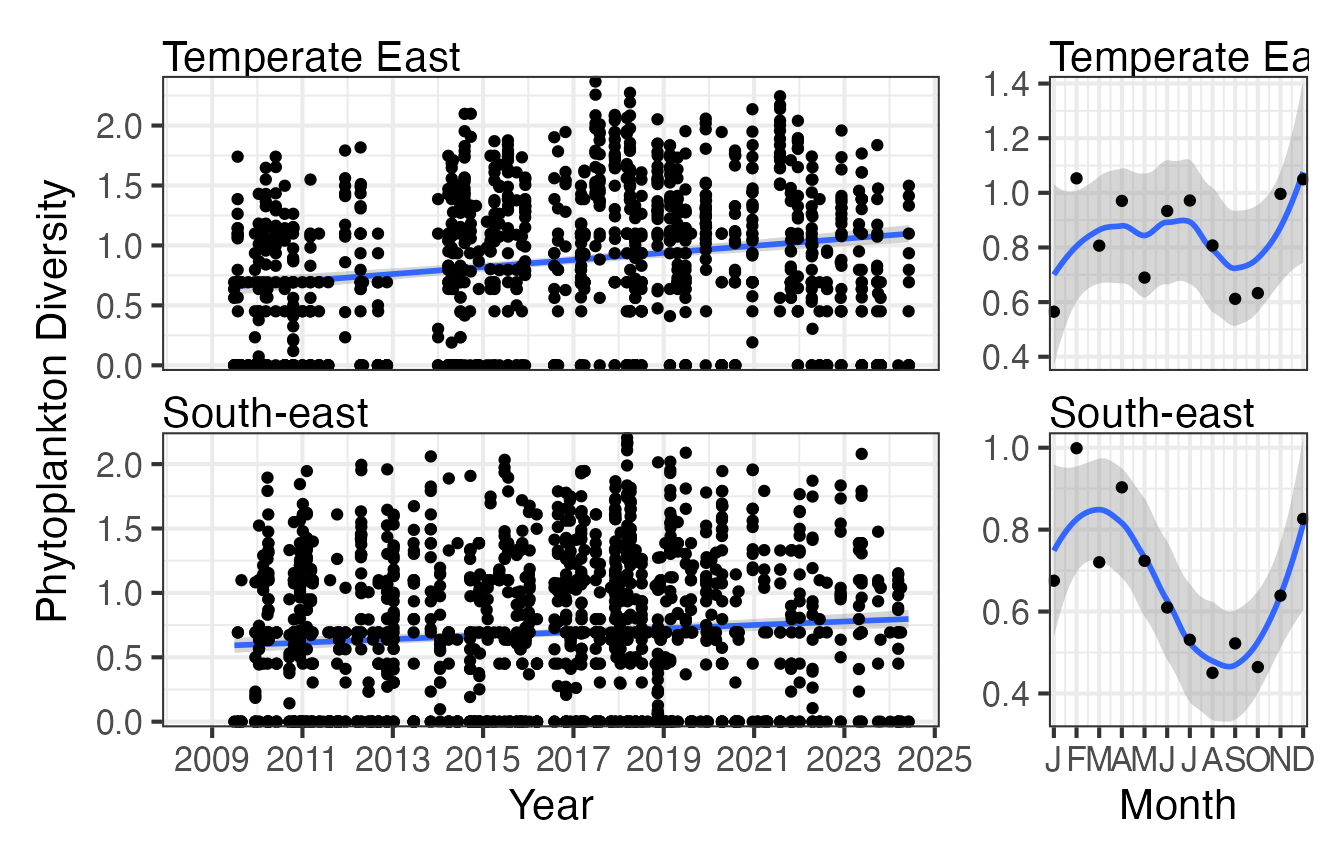 Temperate East
Temperate Ea
Phytoplankton Diversity
2.0
1.5
1.0
0.5
0.0
1.4
1.2
1.0
0.8
0.6
0.4
South-east
South-east
2.0
1.5
1.0
0.5
0.0
1.0
0.8
0.6
0.4
2009 2011 2013 2015 2017 2019 2021 2023 2025
J F M A M J J A S O N D
Year
Month